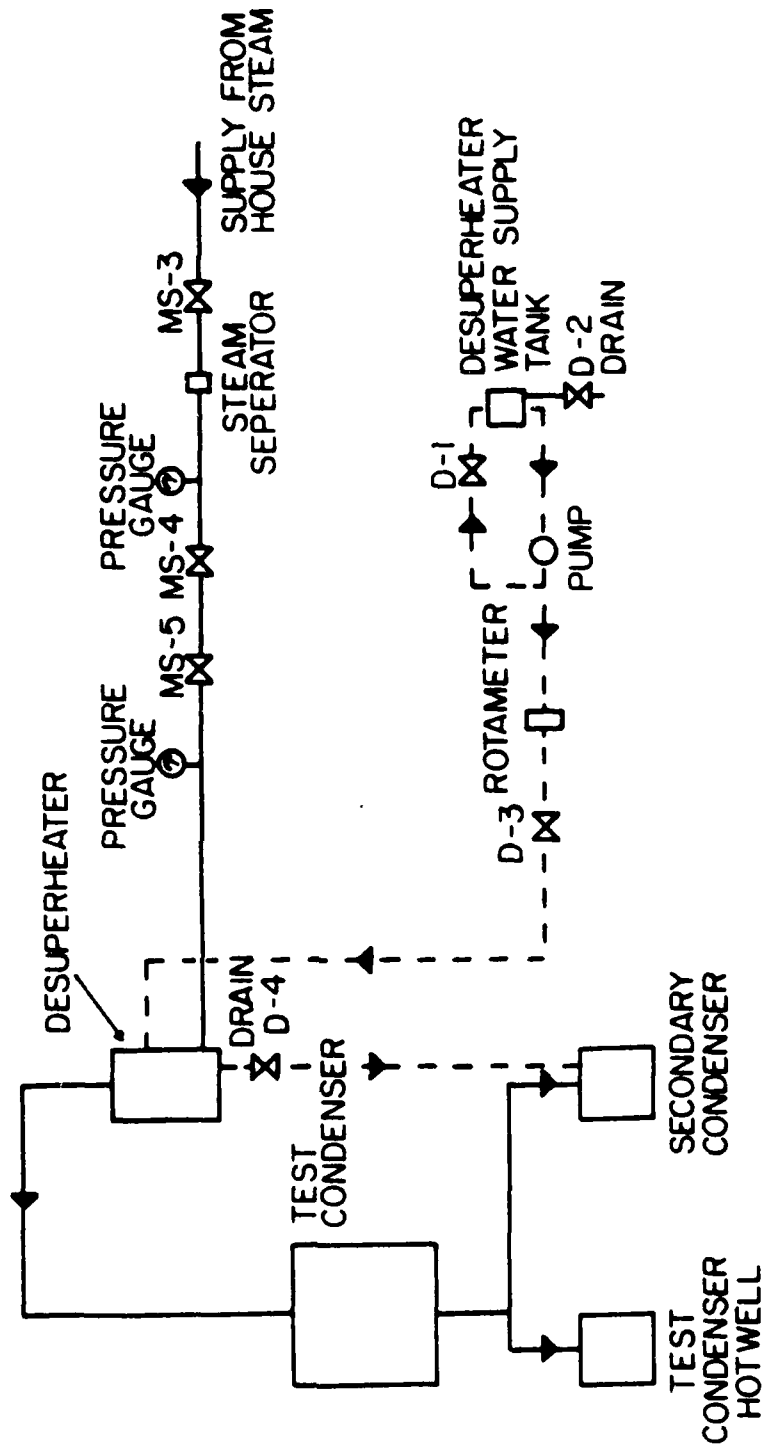 DESUPERHEATER
PRESSURE
GAUGE
MS-5
MS-4
PRESSURE
GAUGE
STEAM
SEPERATOR
MS-3
SUPPLY FROM
HOUSE STEAM
DRAIN
D-4
TEST
CONDENSER
D-3
ROTAMETER
PUMP
D-1
DESUPERHEATER
WATER SUPPLY
TANK
D-2
DRAIN
TEST
CONDENSER
HOTWELL
SECONDARY
CONDENSER